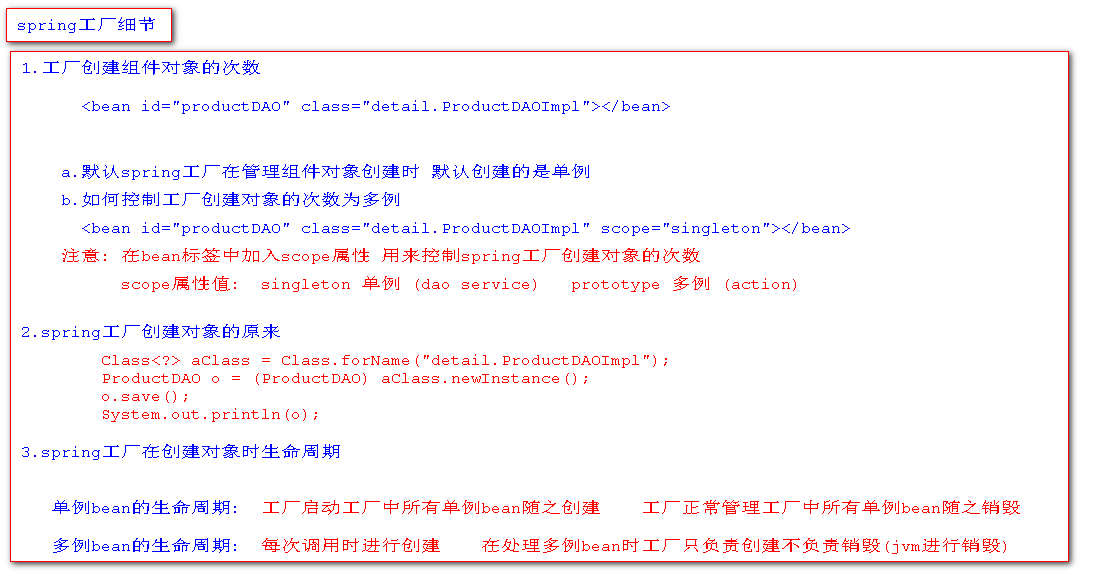 spring工厂细节
1.工厂创建组件对象的次数
<bean id="productDAO" class="detail.ProductDAOImpl"></bean>
a.默认spring工厂在管理组件对象创建时 默认创建的是单例
b.如何控制工厂创建对象的次数为多例
<bean id="productDAO" class="detail.ProductDAOImpl" scope="singleton"></bean>
注意: 在bean标签中加入scope属性 用来控制spring工厂创建对象的次数
scope属性值: singleton 单例 (dao service) prototype 多例 (action)
2.spring工厂创建对象的原来
Class<?> aClass = Class.forName("detail.ProductDAOImpl");
ProductDAO o = (ProductDAO) aClass.newInstance();
o.save();
System.out.println(o);
3.spring工厂在创建对象时生命周期
单例bean的生命周期: 工厂启动工厂中所有单例bean随之创建 工厂正常管理工厂中所有单例bean随之销毁
多例bean的生命周期: 每次调用时进行创建 在处理多例bean时工厂只负责创建不负责销毁(jvm进行销毁)